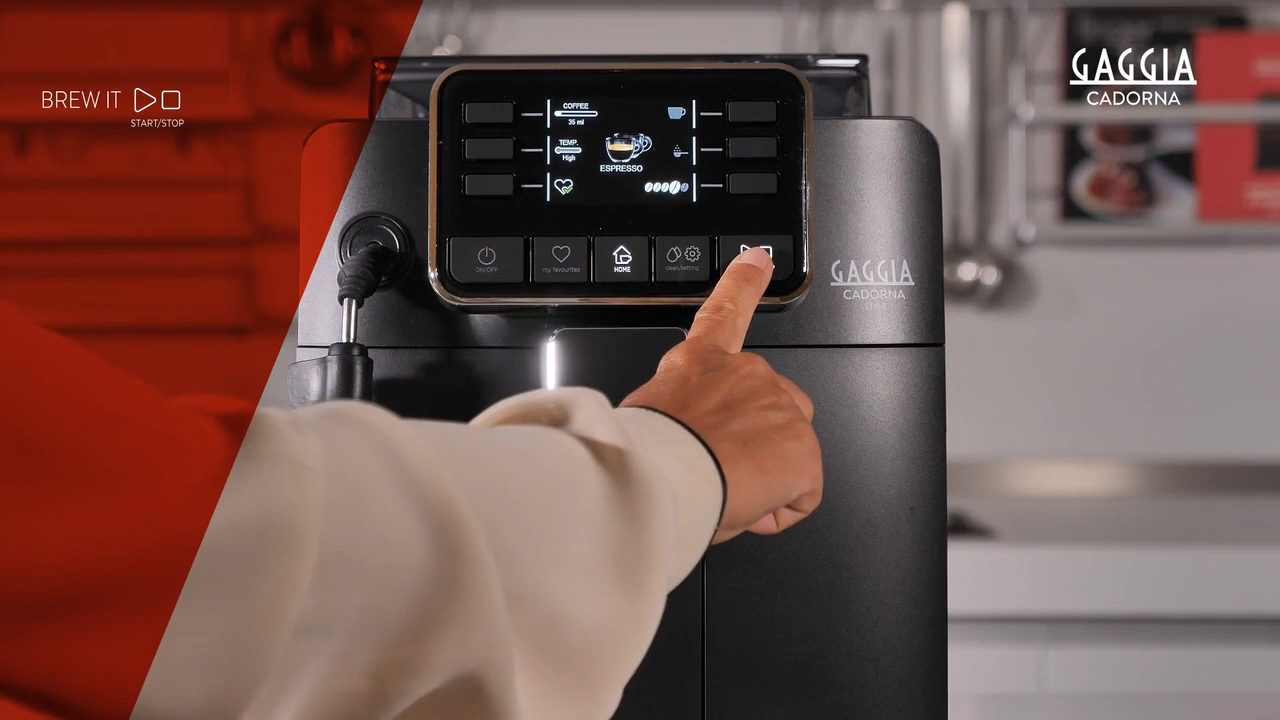 BREW IT
START/STOP
GAGGIA
CADORNA
COFFEE
35 ml
TEMP.
High
ESPRESSO
ON/OFF
my favourites
HOME
clean/setting
GAGGIA
CADORNA